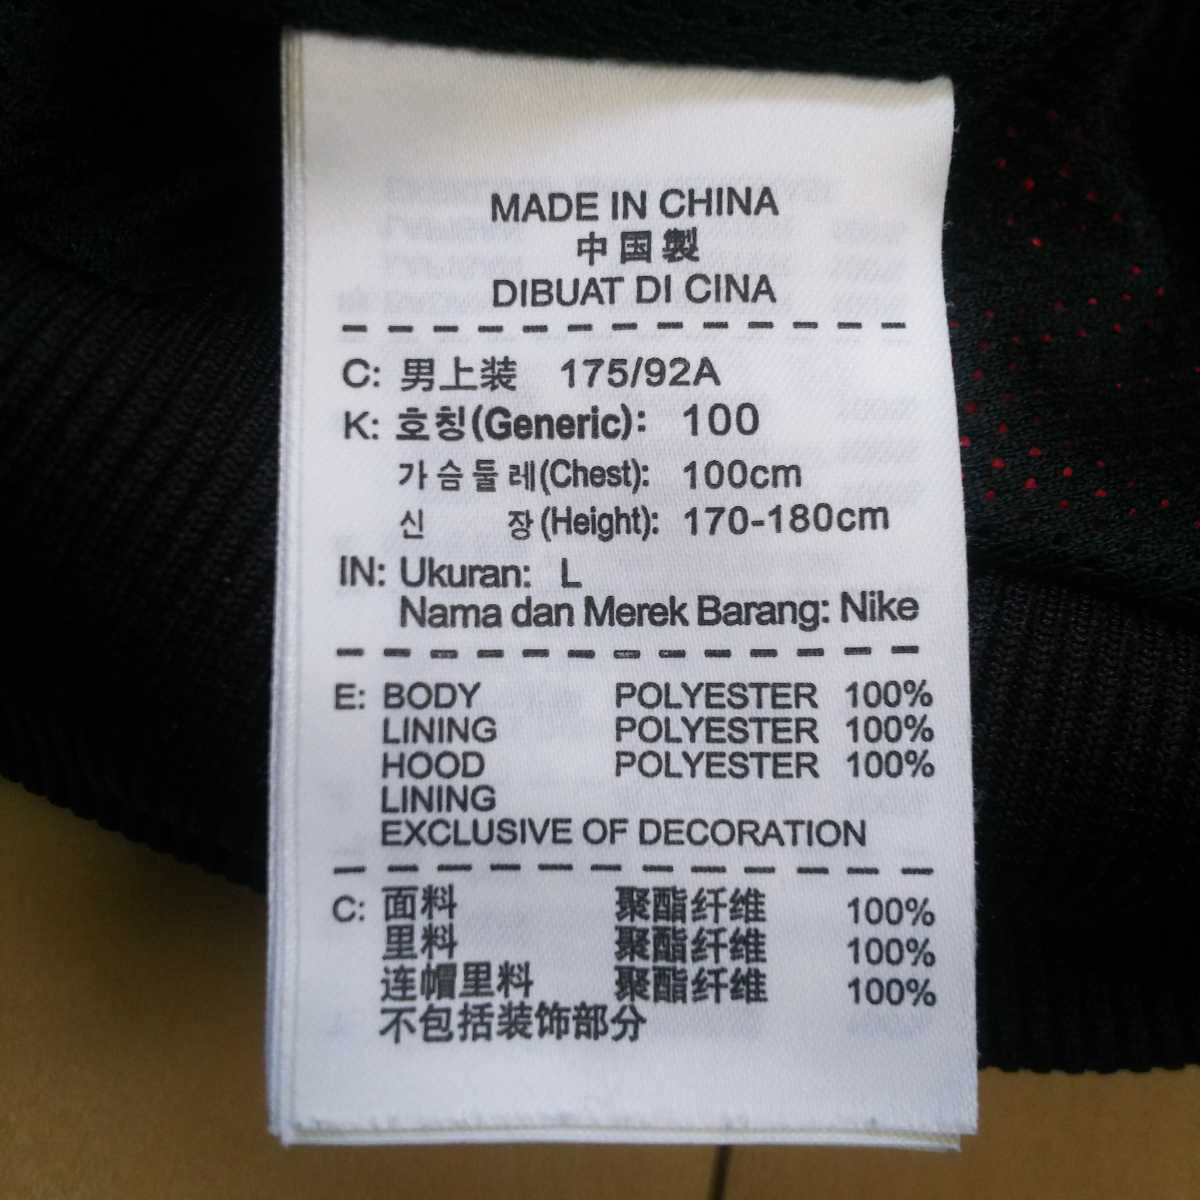 MADE IN CHINA
中国製
DIBUAT DI CINA
C: 男上装 175/92A
K: 호칭(Generic): 100
가슴둘레(Chest): 100cm
신 장(Height): 170-180cm
IN: Ukuran: L
Nama dan Merek Barang: Nike
E: BODY POLYESTER 100%
LINING POLYESTER 100%
HOOD POLYESTER 100%
LINING
EXCLUSIVE OF DECORATION
C: 面料 聚酯纤维 100%
里料 聚酯纤维 100%
连帽里料 聚酯纤维 100%
不包括装饰部分